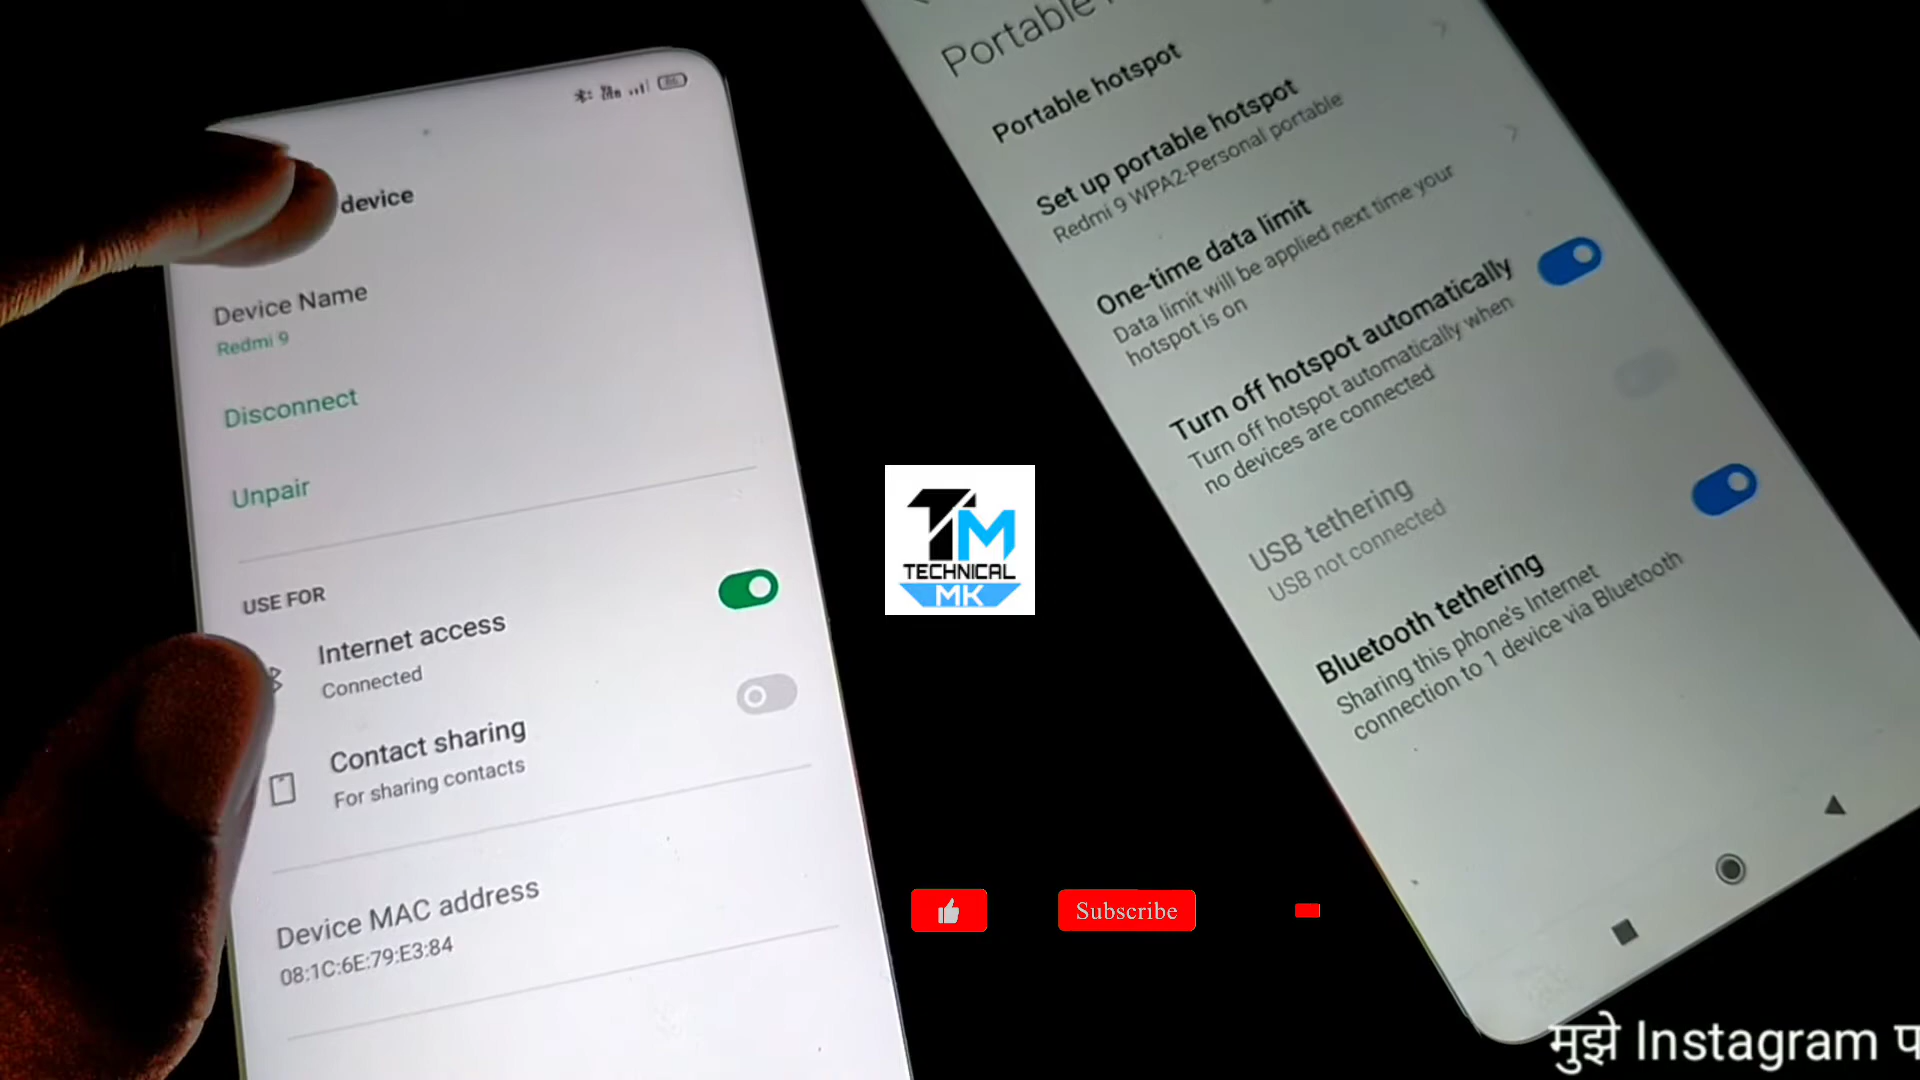 device
Device Name
Redmi 9
Disconnect
Unpair
USE FOR
Internet access
Connected
Contact sharing
For sharing contacts
Device MAC address
08:1C:6E:79:E3:84
Portable
Portable hotspot
Set up portable hotspot
Redmi 9 WPA2-Personal portable
One-time data limit
Data limit will be applied next time your
hotspot is on
Turn off hotspot automatically
Turn off hotspot automatically when
no devices are connected
USB tethering
USB not connected
Bluetooth tethering
Sharing this phone's Internet
connection to 1 device via Bluetooth
TM
TECHNICAL
MK
Subscribe
मुझे Instagram प